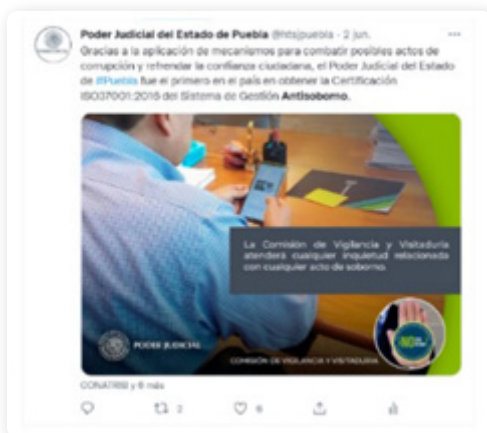 Poder Judicial del Estado de Puebla @htsjpuebla · 2 jun.
Gracias a la aplicación de mecanismos para combatir posibles actos de
corrupción y refrendar la confianza ciudadana, el Poder Judicial del Estado
de #Puebla fue el primero en el país en obtener la Certificación
ISO37001:2016 del Sistema de Gestión Antisoborno.
La Comisión de Vigilancia y Visitaduría
atenderá cualquier inquietud relacionada
con cualquier acto de soborno.
NO
PODER JUDICIAL
COMISIÓN DE VIGILANCIA Y VISITADURÍA
CONATRIB y 6 más
2
6